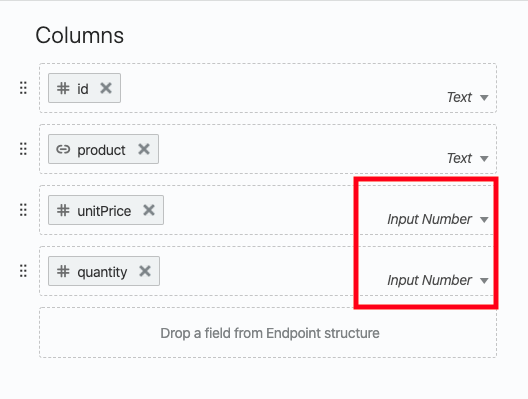 Columns
id
Text
product
Text
unitPrice
Input Number
quantity
Input Number
Drop a field from Endpoint structure